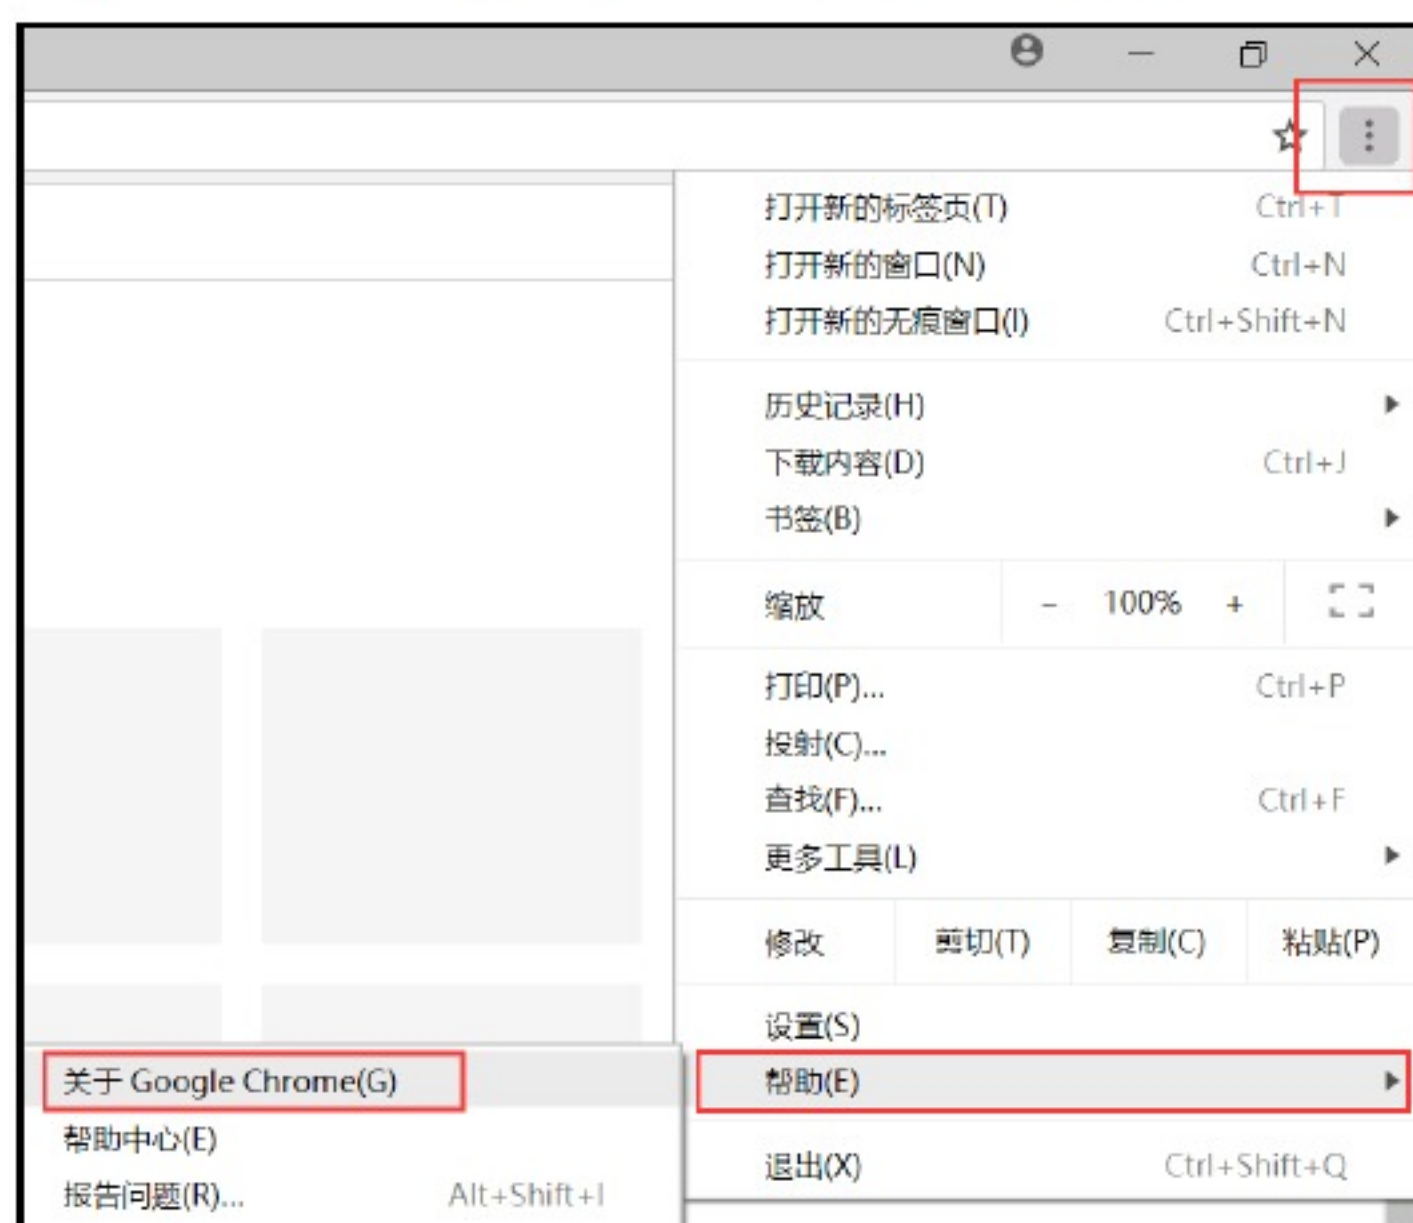 打开新的标签页(T) Ctrl+T
打开新的窗口(N) Ctrl+N
打开新的无痕窗口(I) Ctrl+Shift+N
历史记录(H)
下载内容(D) Ctrl+J
书签(B)
缩放 - 100% +
打印(P)... Ctrl+P
投射(C)...
查找(F)... Ctrl+F
更多工具(L)
修改 剪切(T) 复制(C) 粘贴(P)
设置(S)
帮助(E)
退出(X) Ctrl+Shift+Q
关于 Google Chrome(G)
帮助中心(E)
报告问题(R)... Alt+Shift+I